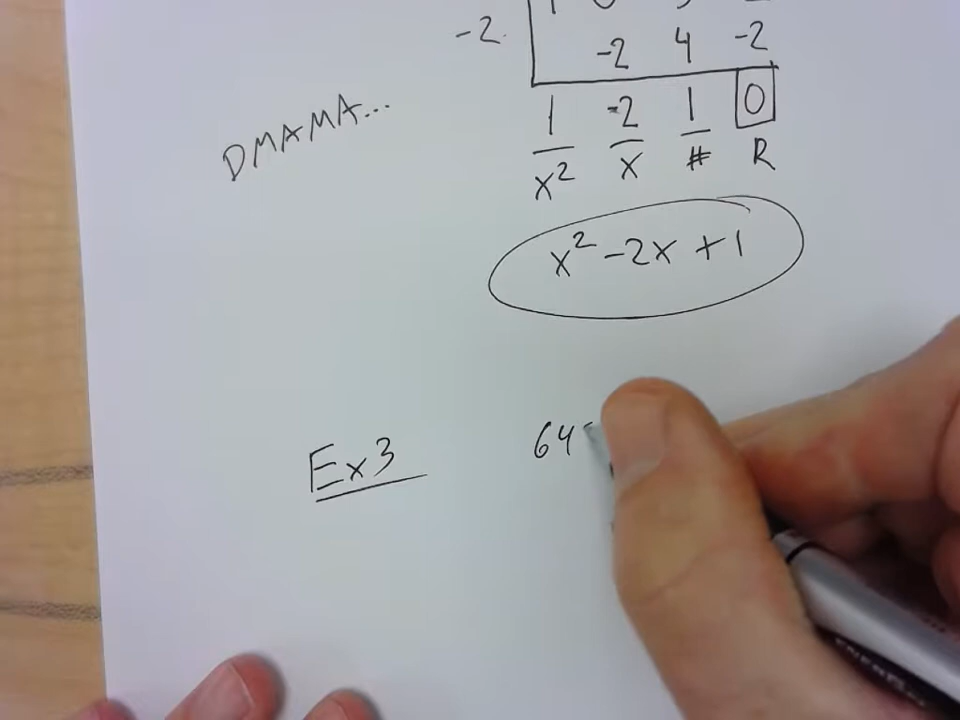 -2.
-2 4 -2
DMAMA...
1 -2 1 0
x² x # R
x² -2x +1
Ex3 64